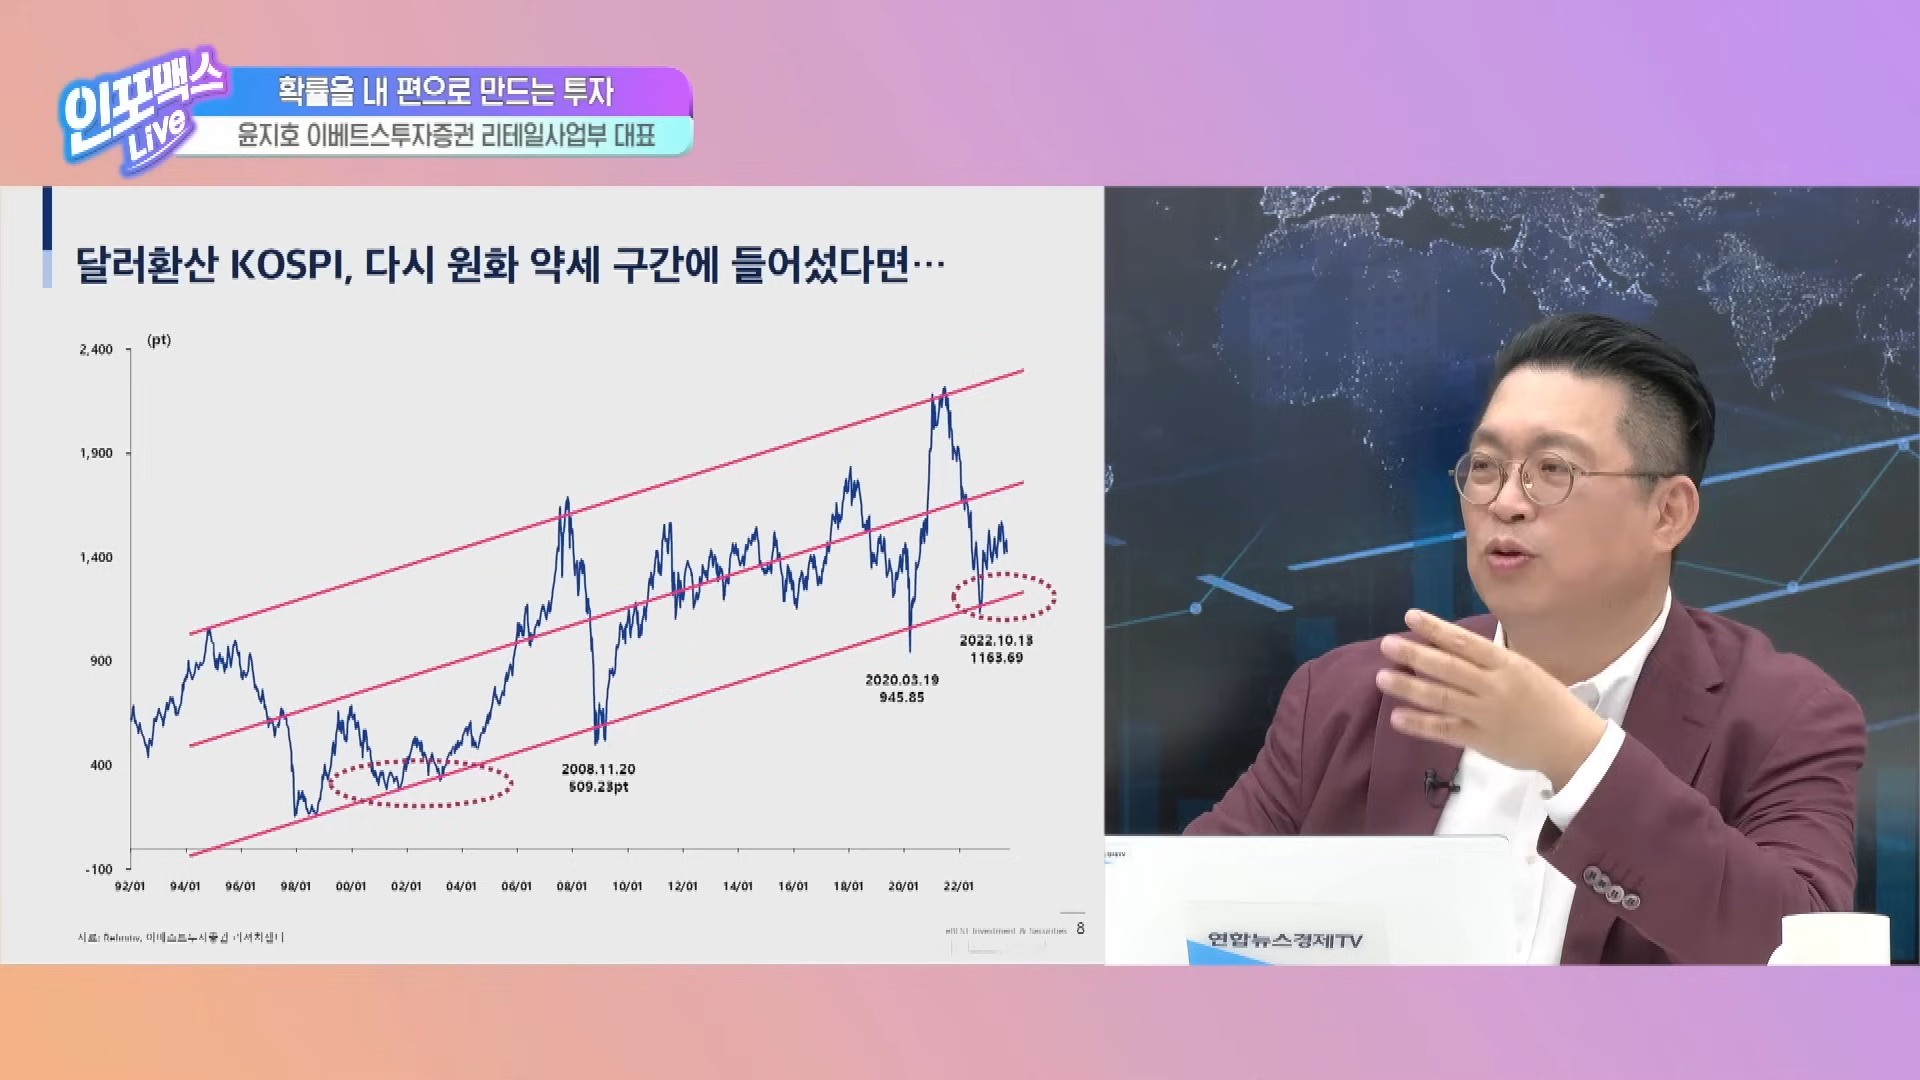 인포맥스
Live
확률을 내 편으로 만드는 투자
윤지호 이베트스투자증권 리테일사업부 대표
달러환산 KOSPI, 다시 원화 약세 구간에 들어섰다면…
(pt)
2,400
1,900
1,400
900
400
-100
2022.10.13
1163.69
2020.03.19
945.85
2008.11.20
509.23pt
92/01 94/01 96/01 98/01 00/01 02/01 04/01 06/01 08/01 10/01 12/01 14/01 16/01 18/01 20/01 22/01
eBEST Investment & Securities 8
연합뉴스경제TV